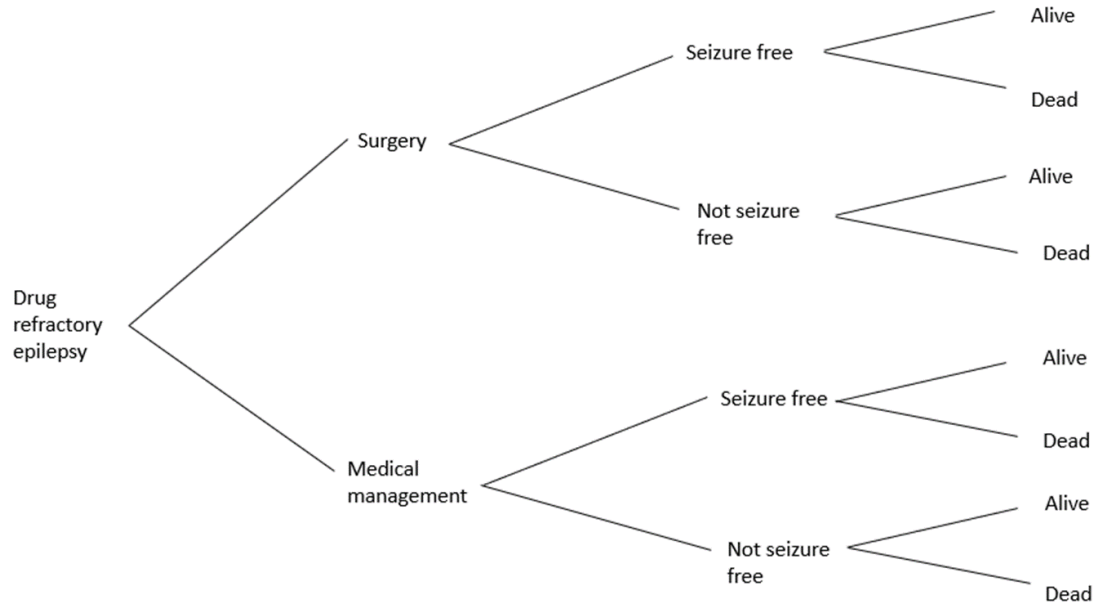 Alive
Seizure free
Dead
Surgery
Alive
Not seizure
free
Dead
Drug
refractory
epilepsy
Alive
Seizure free
Dead
Medical
management
Alive
Not seizure
free
Dead